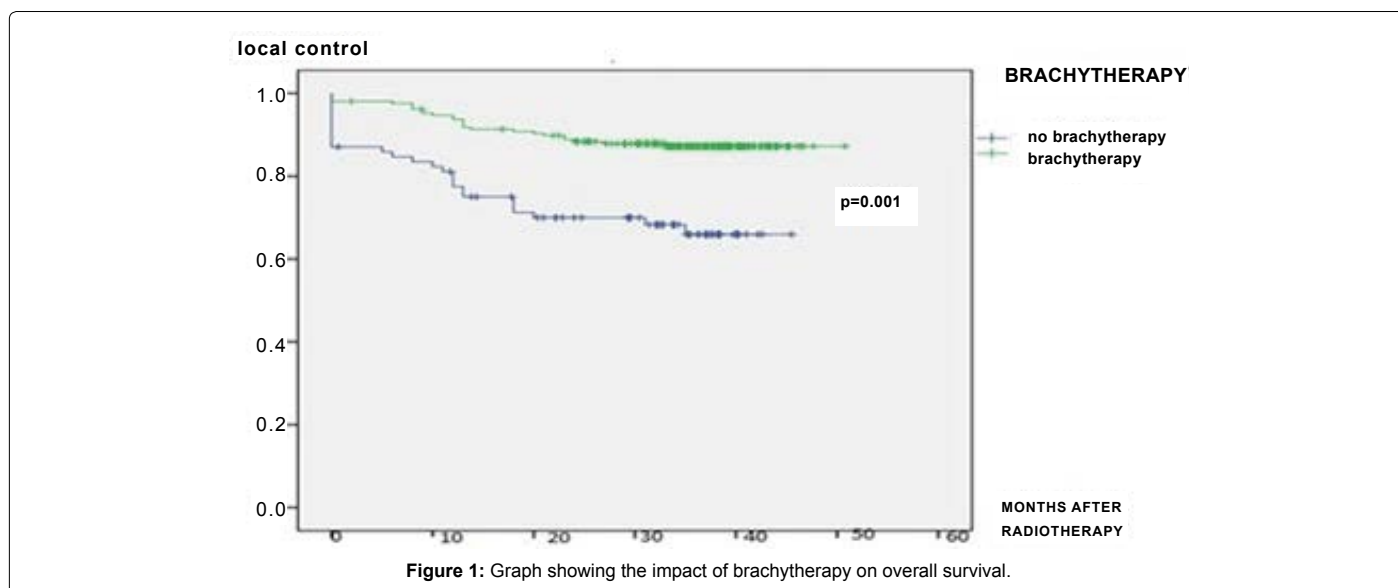 local control
BRACHYTHERAPY
1.0
no brachytherapy
brachytherapy
0.8
p=0.001
0.6
0.4
0.2
0.0
MONTHS AFTER
RADIOTHERAPY
0 10 20 30 40 50 60
Figure 1: Graph showing the impact of brachytherapy on overall survival.